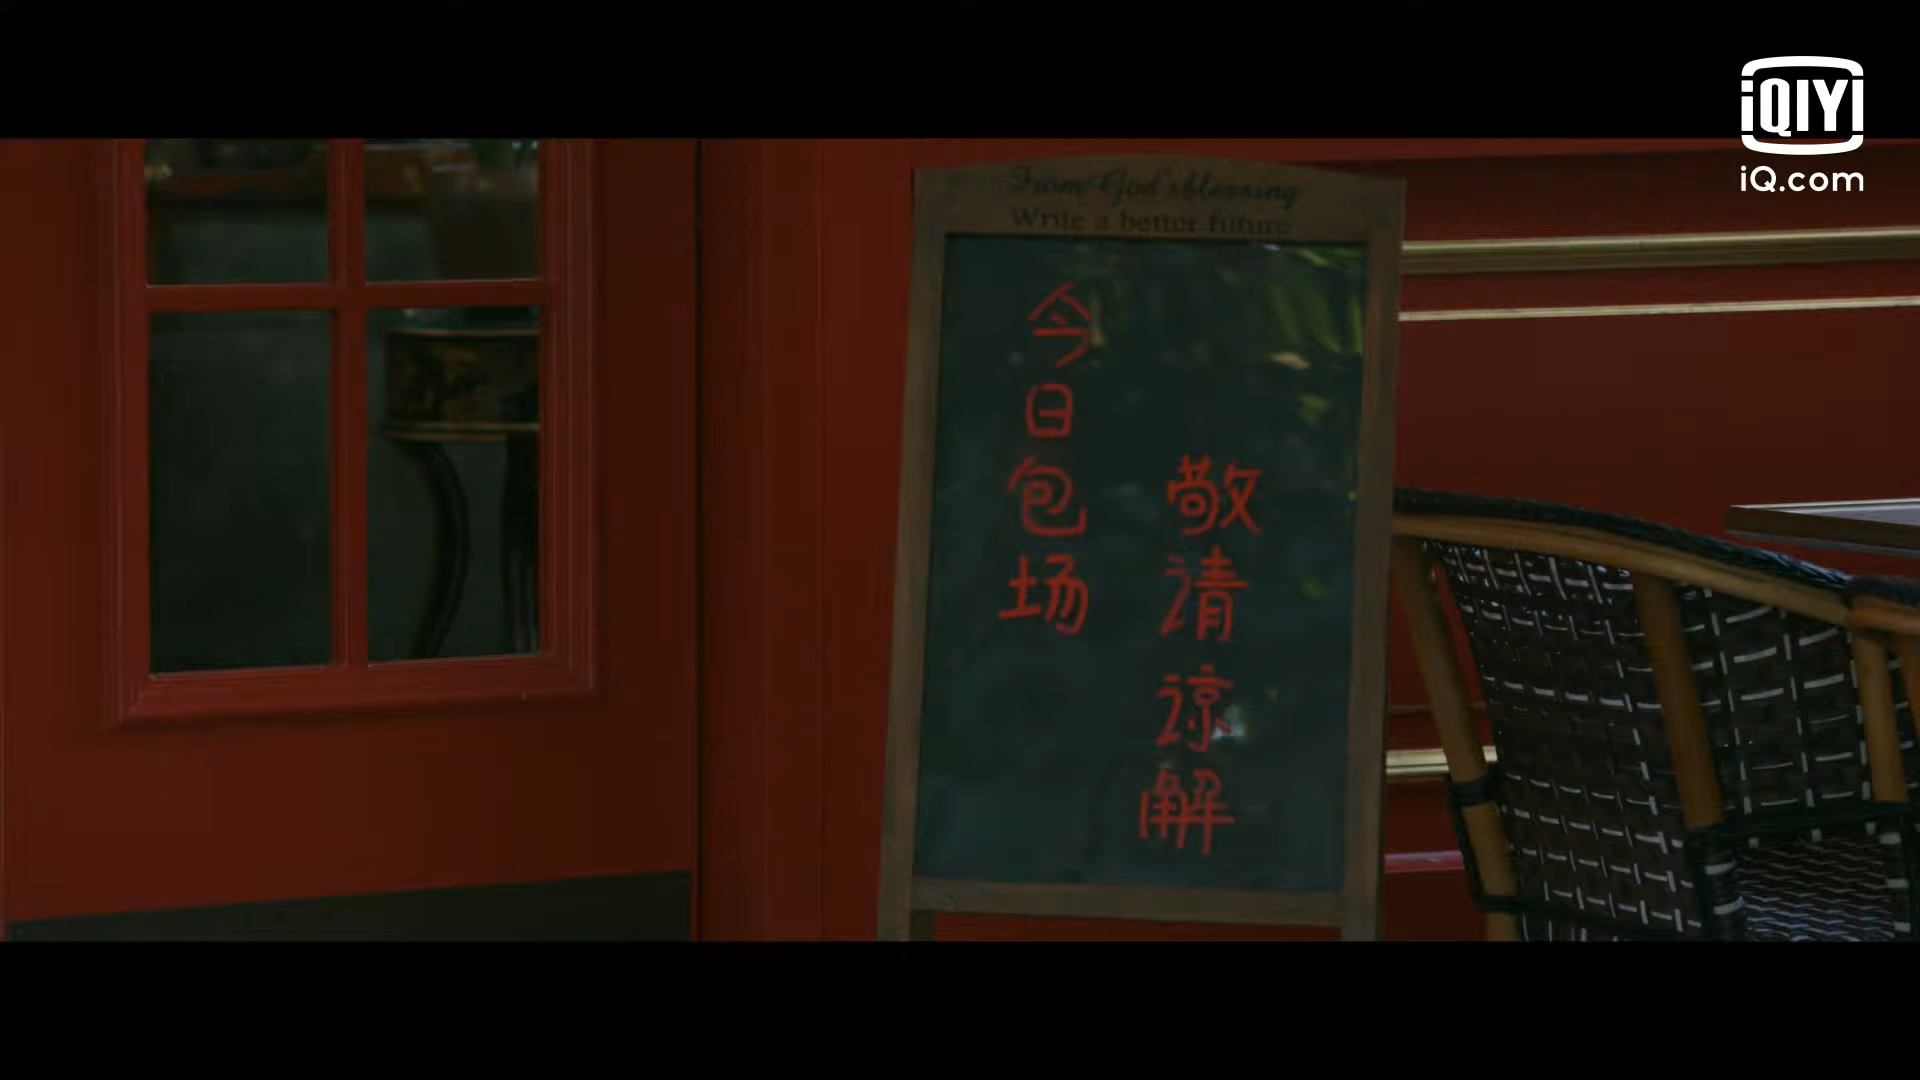 iQIYI
iQ.com
From God's blessing
Write a better future
今日包场
敬请谅解